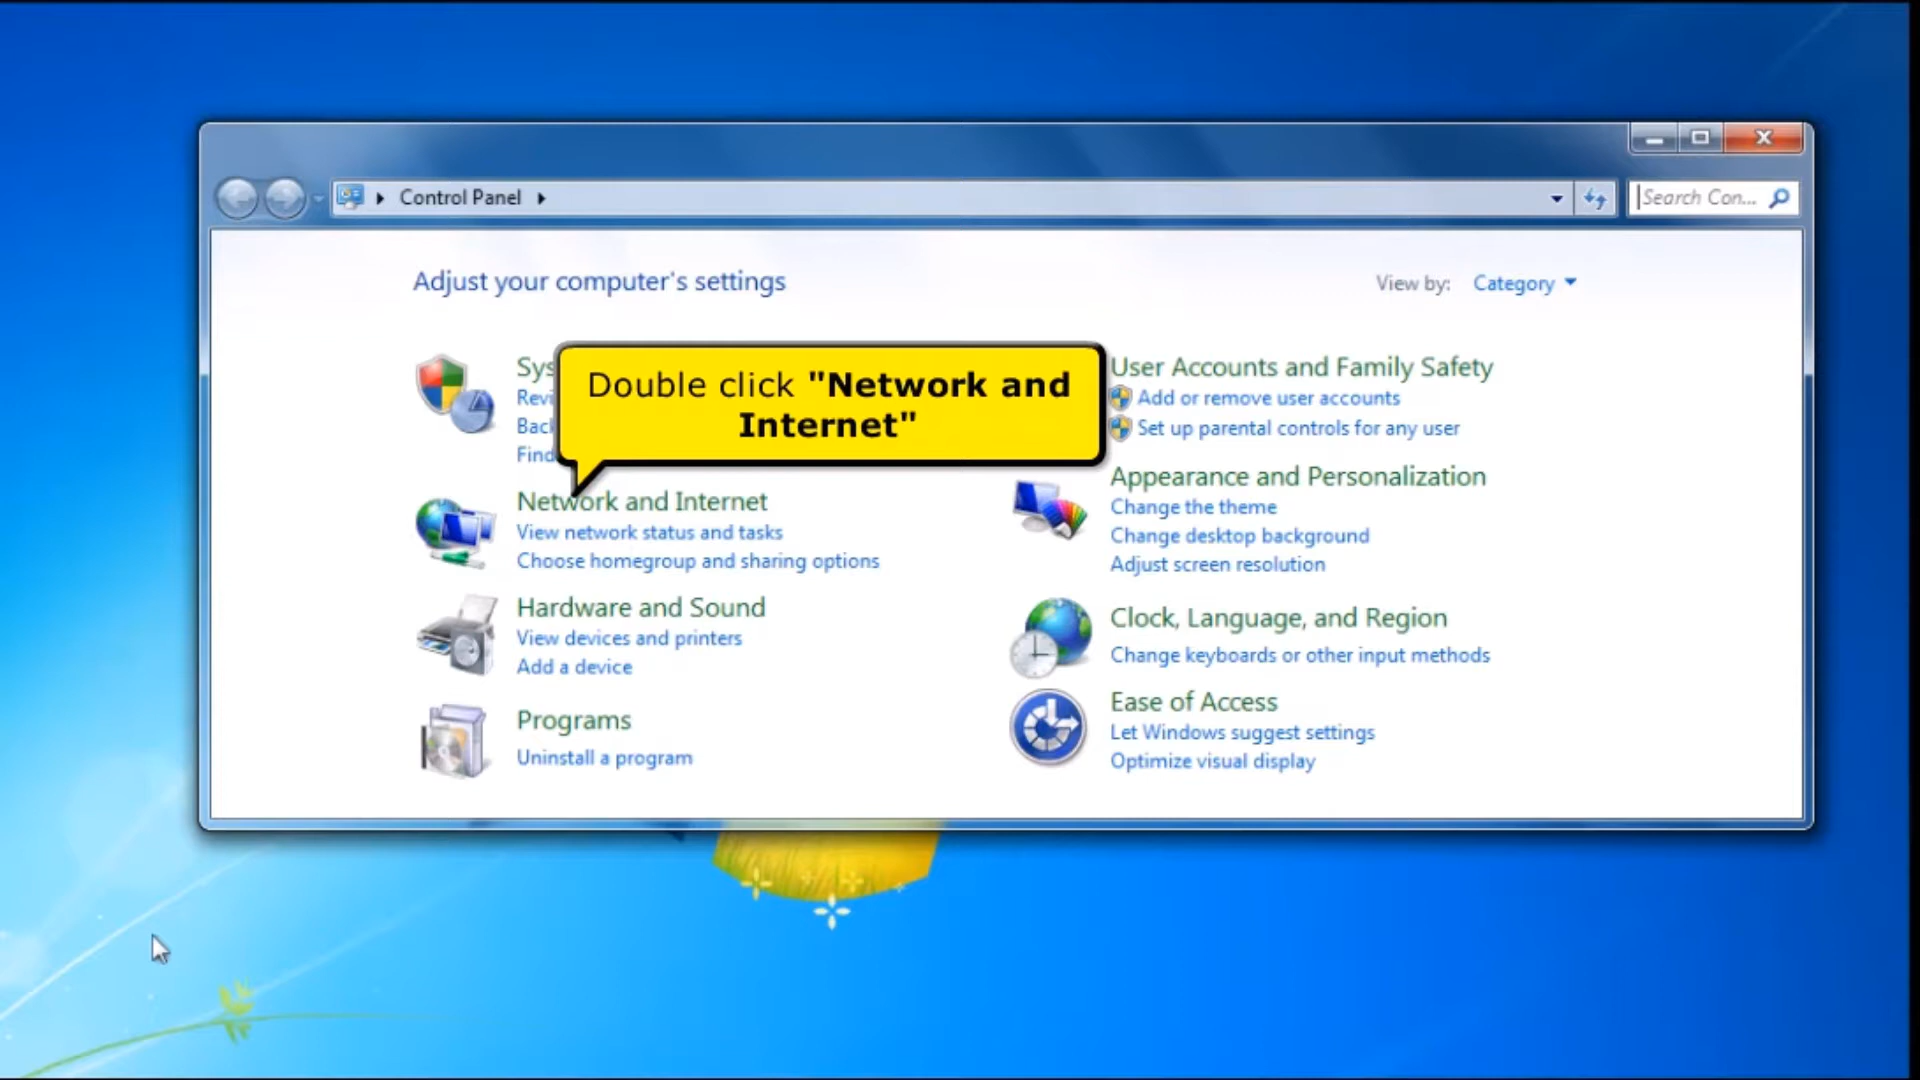 Control Panel
Search Con...
Adjust your computer's settings
View by: Category
Double click "Network and
Internet"
Network and Internet
View network status and tasks
Choose homegroup and sharing options
Hardware and Sound
View devices and printers
Add a device
Programs
Uninstall a program
User Accounts and Family Safety
Add or remove user accounts
Set up parental controls for any user
Appearance and Personalization
Change the theme
Change desktop background
Adjust screen resolution
Clock, Language, and Region
Change keyboards or other input methods
Ease of Access
Let Windows suggest settings
Optimize visual display